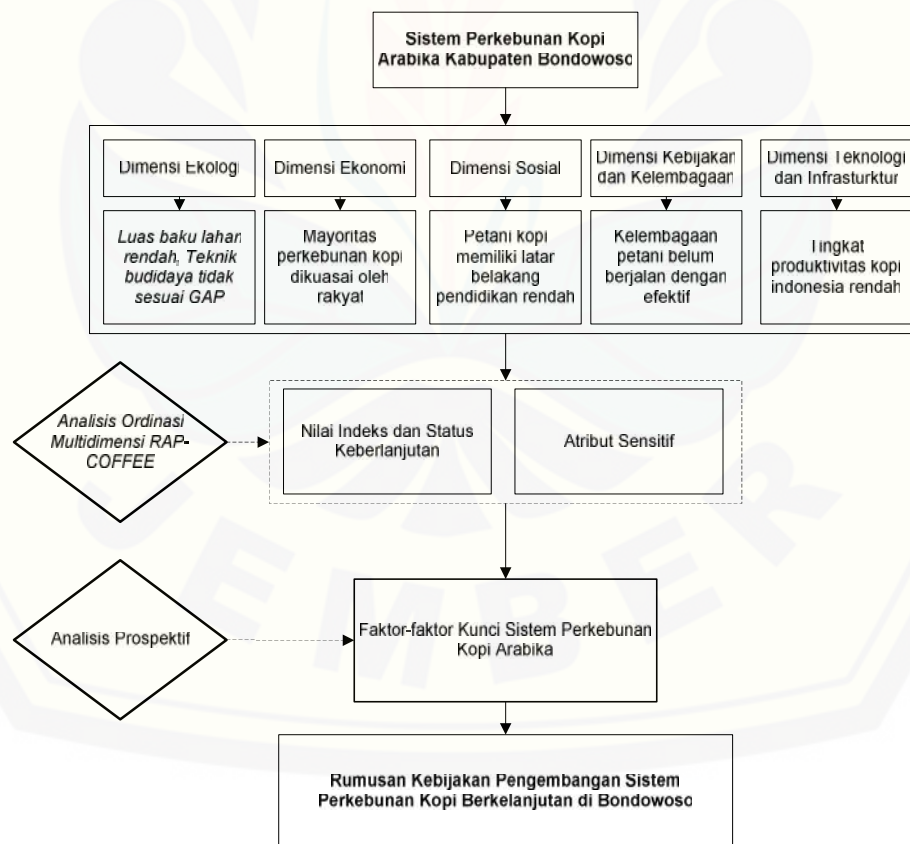 Sistem Perkebunan Kopi
Arabika Kabupaten Bondowoso
Dimensi Ekologi
Dimensi Ekonomi
Dimensi Sosial
Dimensi Kebijakan
dan Kelembagaan
Dimensi Teknologi
dan Infrasturktur
Luas baku lahan
rendah, Teknik
budidaya tidak
sesuai GAP
Mayoritas
perkebunan kopi
dikuasai oleh
rakyat
Petani kopi
memiliki latar
belakang
pendidikan rendah
Kelembagaan
petani belum
berjalan dengan
efektif
Tingkat
produktivitas kopi
indonesia rendah
Analisis Ordinasi
Multidimensi RAP-
COFFEE
Nilai Indeks dan Status
Keberlanjutan
Atribut Sensitif
Analisis Prospektif
Faktor-faktor Kunci Sistem Perkebunan
Kopi Arabika
Rumusan Kebijakan Pengembangan Sistem
Perkebunan Kopi Berkelanjutan di Bondowoso
JEMBER